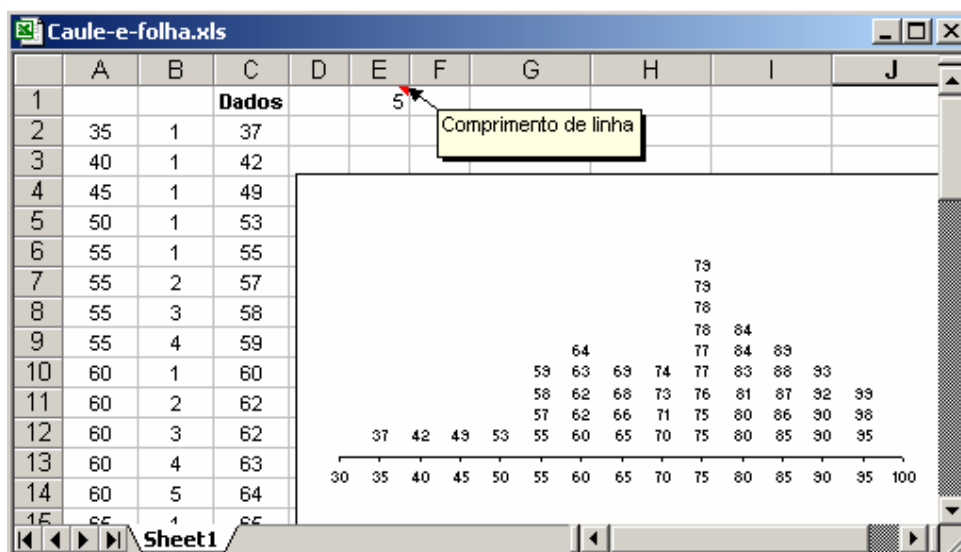 Caule-e-folha.xls
A B C D E F G H I J
1 Dados 5
Comprimento de linha
2 35 1 37
3 40 1 42
4 45 1 49
5 50 1 53
6 55 1 55
7 55 2 57
8 55 3 58
9 55 4 59
10 60 1 60
11 60 2 62
12 60 3 62
13 60 4 63
14 60 5 64
15 65 1 65
79
79
78
78 84
64 77 84 89
59 63 69 74 77 83 88 93
58 62 68 73 76 81 87 92 99
57 62 66 71 75 80 86 90 98
37 42 49 53 55 60 65 70 75 80 85 90 95
30 35 40 45 50 55 60 65 70 75 80 85 90 95 100
Sheet1